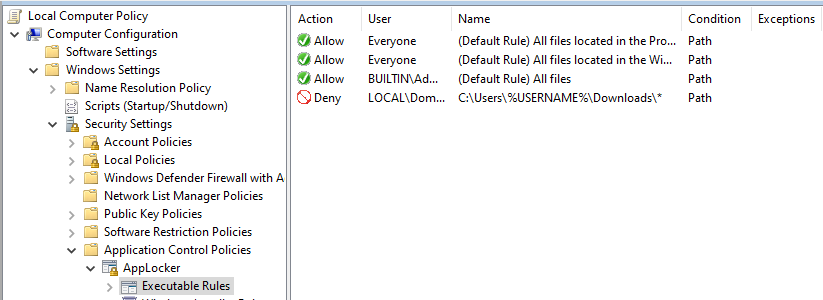 Local Computer Policy
Computer Configuration
Software Settings
Windows Settings
Name Resolution Policy
Scripts (Startup/Shutdown)
Security Settings
Account Policies
Local Policies
Windows Defender Firewall with A
Network List Manager Policies
Public Key Policies
Software Restriction Policies
Application Control Policies
AppLocker
Executable Rules
Action User Name Condition Exceptions
Allow Everyone (Default Rule) All files located in the Pro... Path
Allow Everyone (Default Rule) All files located in the Wi... Path
Allow BUILTIN\Ad... (Default Rule) All files Path
Deny LOCAL\Dom... C:\Users\%USERNAME%\Downloads\* Path